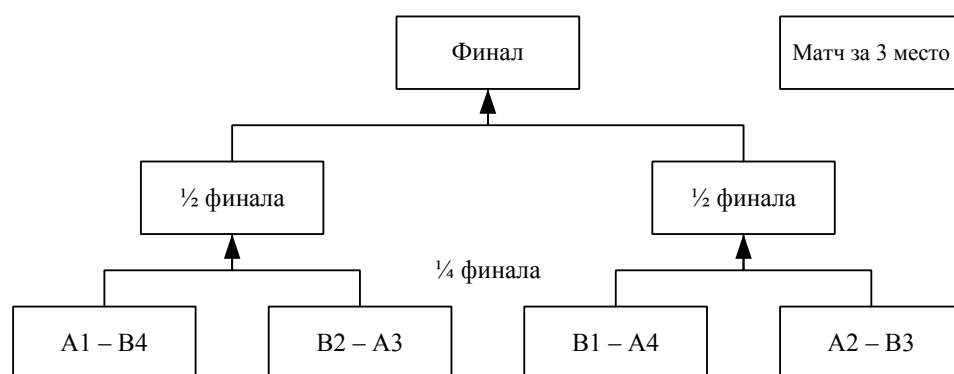 Финал
Матч за 3 место
½ финала
½ финала
¼ финала
A1 – B4
B2 – A3
B1 – A4
A2 – B3